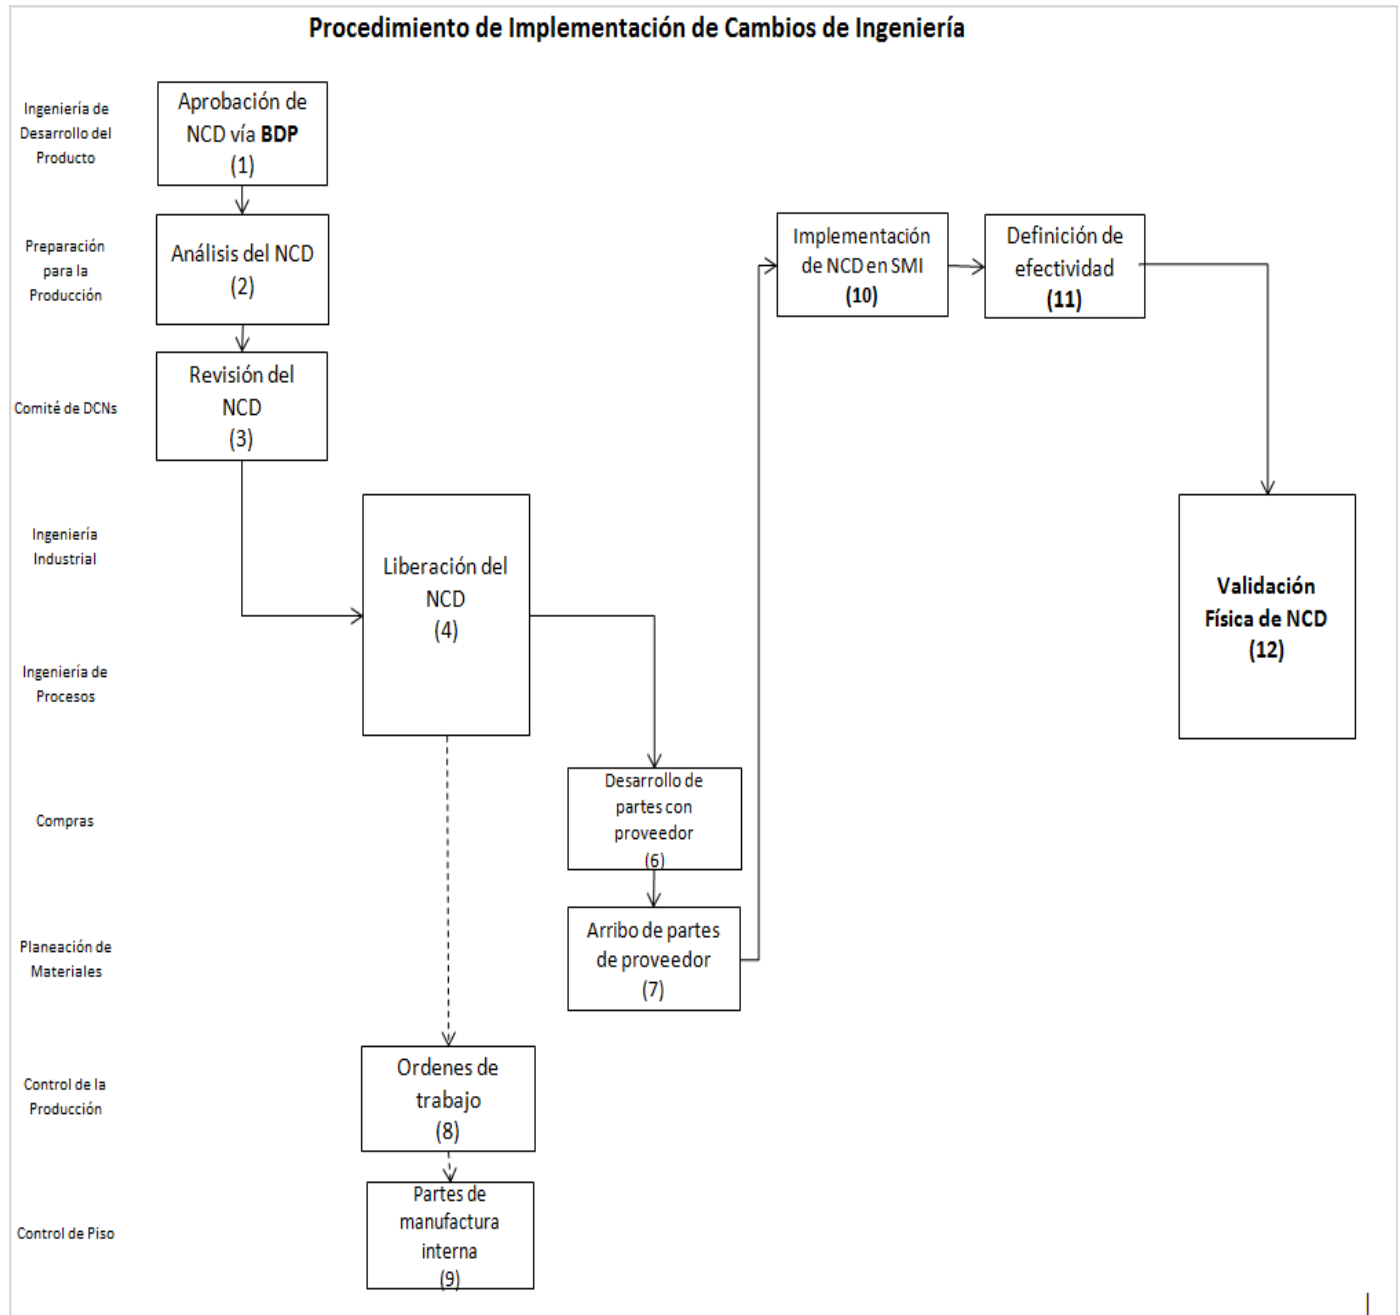 Procedimiento de Implementación de Cambios de Ingeniería
Ingeniería de
Desarrollo del
Producto
Aprobación de
NCD vía BDP
(1)
Preparación
para la
Producción
Análisis del NCD
(2)
Implementación
de NCD en SMI
(10)
Definición de
efectividad
(11)
Comité de DCNs
Revisión del
NCD
(3)
Ingeniería
Industrial
Liberación del
NCD
(4)
Validación
Física de NCD
(12)
Ingeniería de
Procesos
Compras
Desarrollo de
partes con
proveedor
(6)
Planeación de
Materiales
Arribo de partes
de proveedor
(7)
Control de la
Producción
Ordenes de
trabajo
(8)
Control de Piso
Partes de
manufactura
interna
(9)